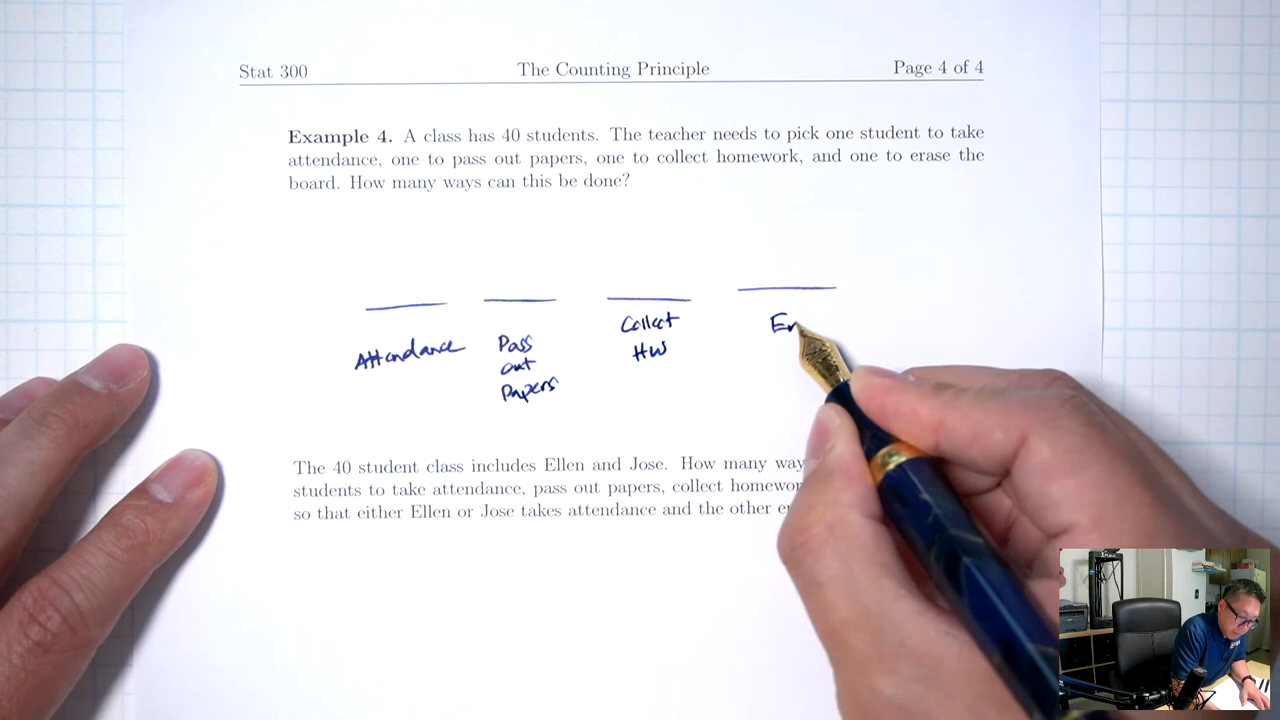 Stat 300 The Counting Principle Page 4 of 4
Example 4. A class has 40 students. The teacher needs to pick one student to take
attendance, one to pass out papers, one to collect homework, and one to erase the
board. How many ways can this be done?
Attendance
Pass
out
Papers
Collect
HW
Er
The 40 student class includes Ellen and Jose. How many way
students to take attendance, pass out papers, collect homewor
so that either Ellen or Jose takes attendance and the other e